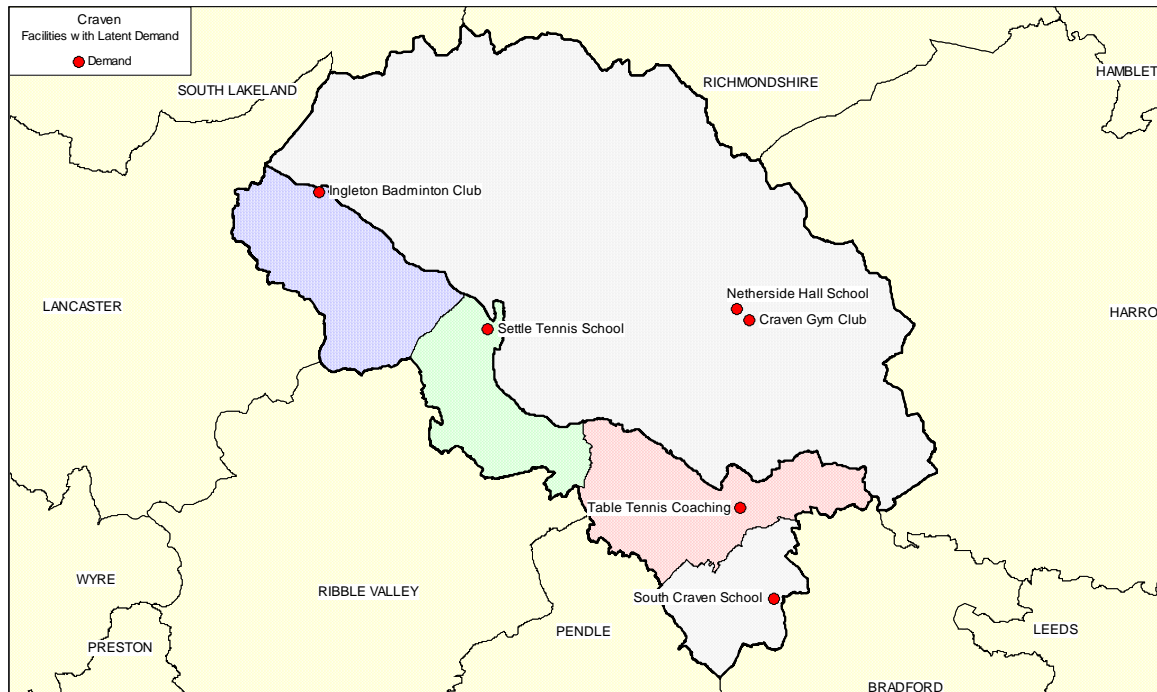 Craven
Facilities with Latent Demand
Demand
SOUTH LAKELAND
RICHMONDSHIRE
HAMBLET
Ingleton Badminton Club
LANCASTER
Netherside Hall School
HARRO
Craven Gym Club
Settle Tennis School
Table Tennis Coaching
WYRE
RIBBLE VALLEY
South Craven School
PENDLE
LEEDS
PRESTON
BRADFORD